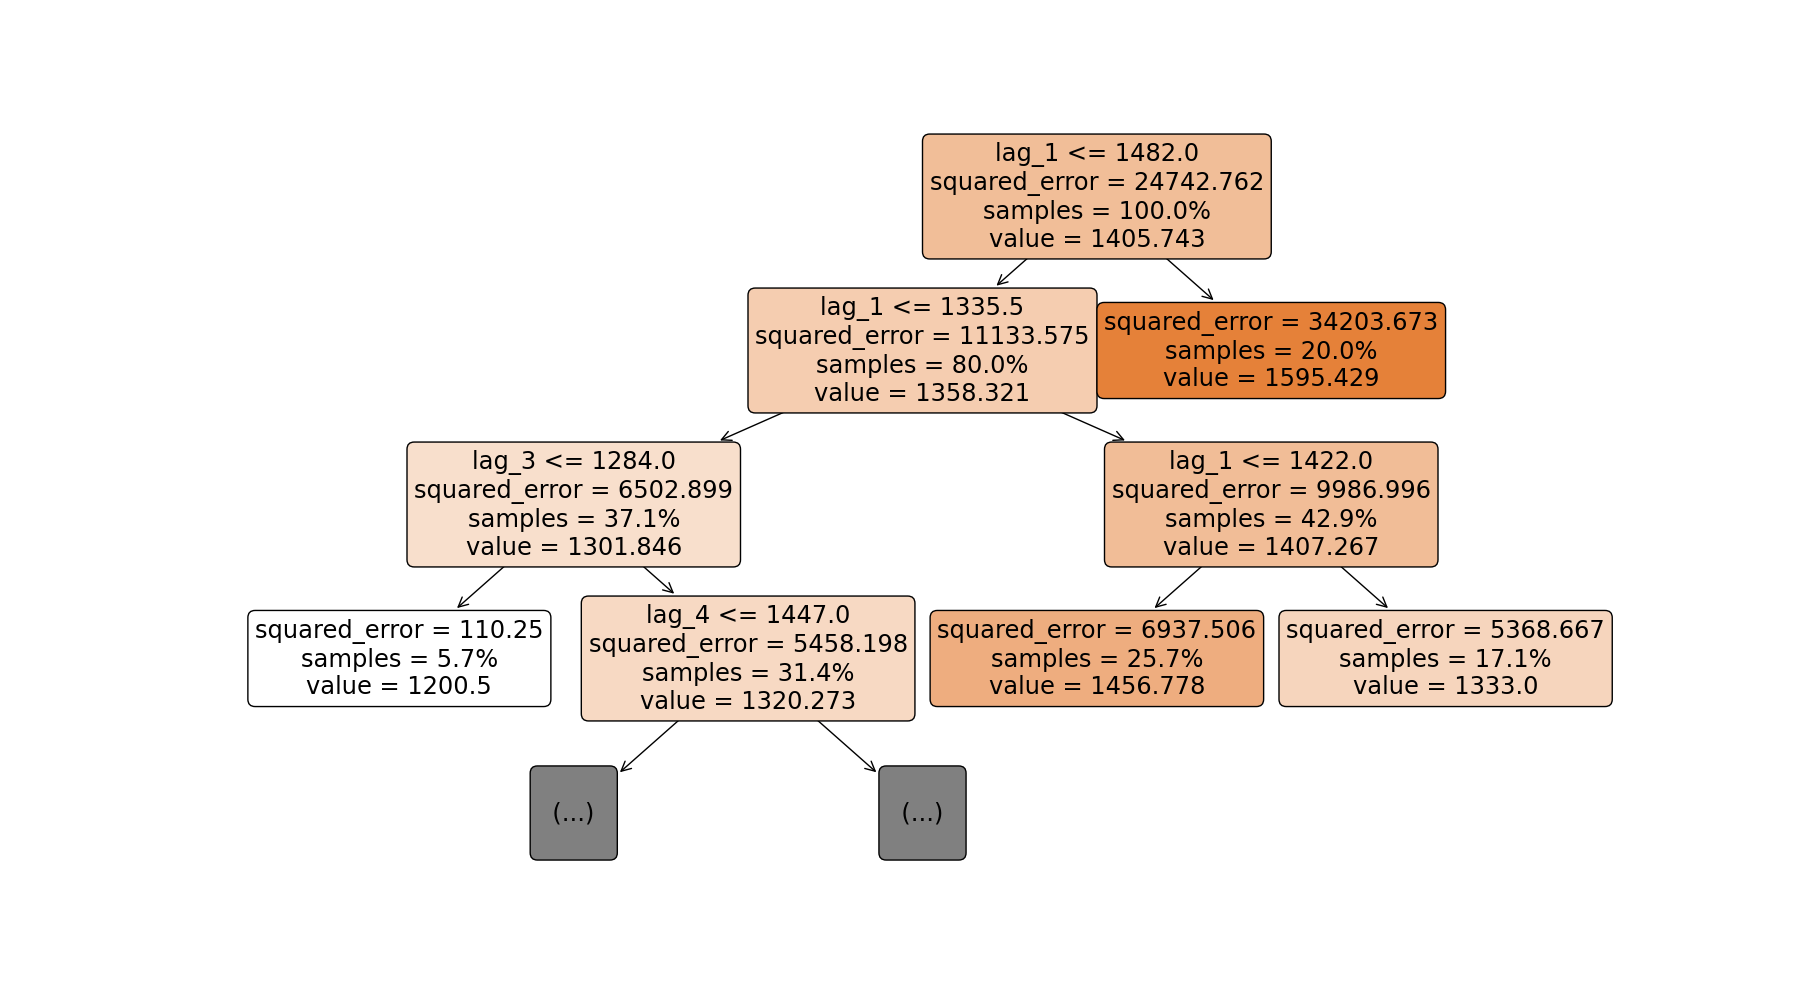 lag_1 <= 1482.0
squared_error = 24742.762
samples = 100.0%
value = 1405.743
lag_1 <= 1335.5
squared_error = 11133.575
samples = 80.0%
value = 1358.321
squared_error = 34203.673
samples = 20.0%
value = 1595.429
lag_3 <= 1284.0
squared_error = 6502.899
samples = 37.1%
value = 1301.846
lag_1 <= 1422.0
squared_error = 9986.996
samples = 42.9%
value = 1407.267
squared_error = 110.25
samples = 5.7%
value = 1200.5
lag_4 <= 1447.0
squared_error = 5458.198
samples = 31.4%
value = 1320.273
squared_error = 6937.506
samples = 25.7%
value = 1456.778
squared_error = 5368.667
samples = 17.1%
value = 1333.0
(...)
(...)